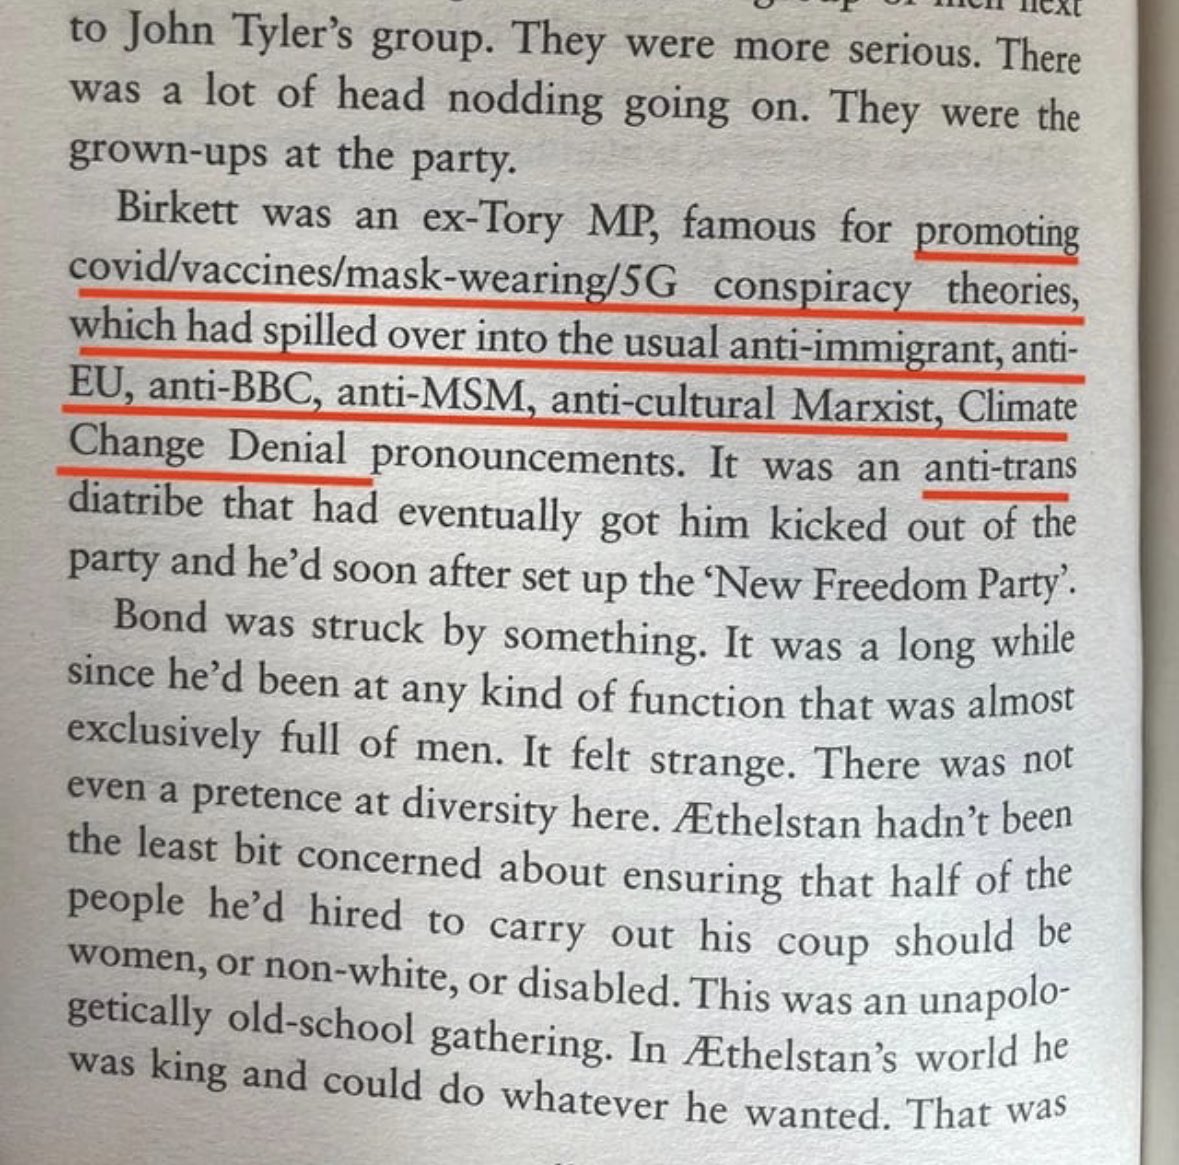 men next
to John Tyler's group. They were more serious. There
was a lot of head nodding going on. They were the
grown-ups at the party.
Birkett was an ex-Tory MP, famous for promoting
covid/vaccines/mask-wearing/5G conspiracy theories,
which had spilled over into the usual anti-immigrant, anti-
EU, anti-BBC, anti-MSM, anti-cultural Marxist, Climate
Change Denial pronouncements. It was an anti-trans
diatribe that had eventually got him kicked out of the
party and he'd soon after set up the ‘New Freedom Party’.
Bond was struck by something. It was a long while
since he'd been at any kind of function that was almost
exclusively full of men. It felt strange. There was not
even a pretence at diversity here. Æthelstan hadn't been
the least bit concerned about ensuring that half of the
people he'd hired to carry out his coup should be
women, or non-white, or disabled. This was an unapolo-
getically old-school gathering. In Æthelstan's world he
was king and could do whatever he wanted. That was